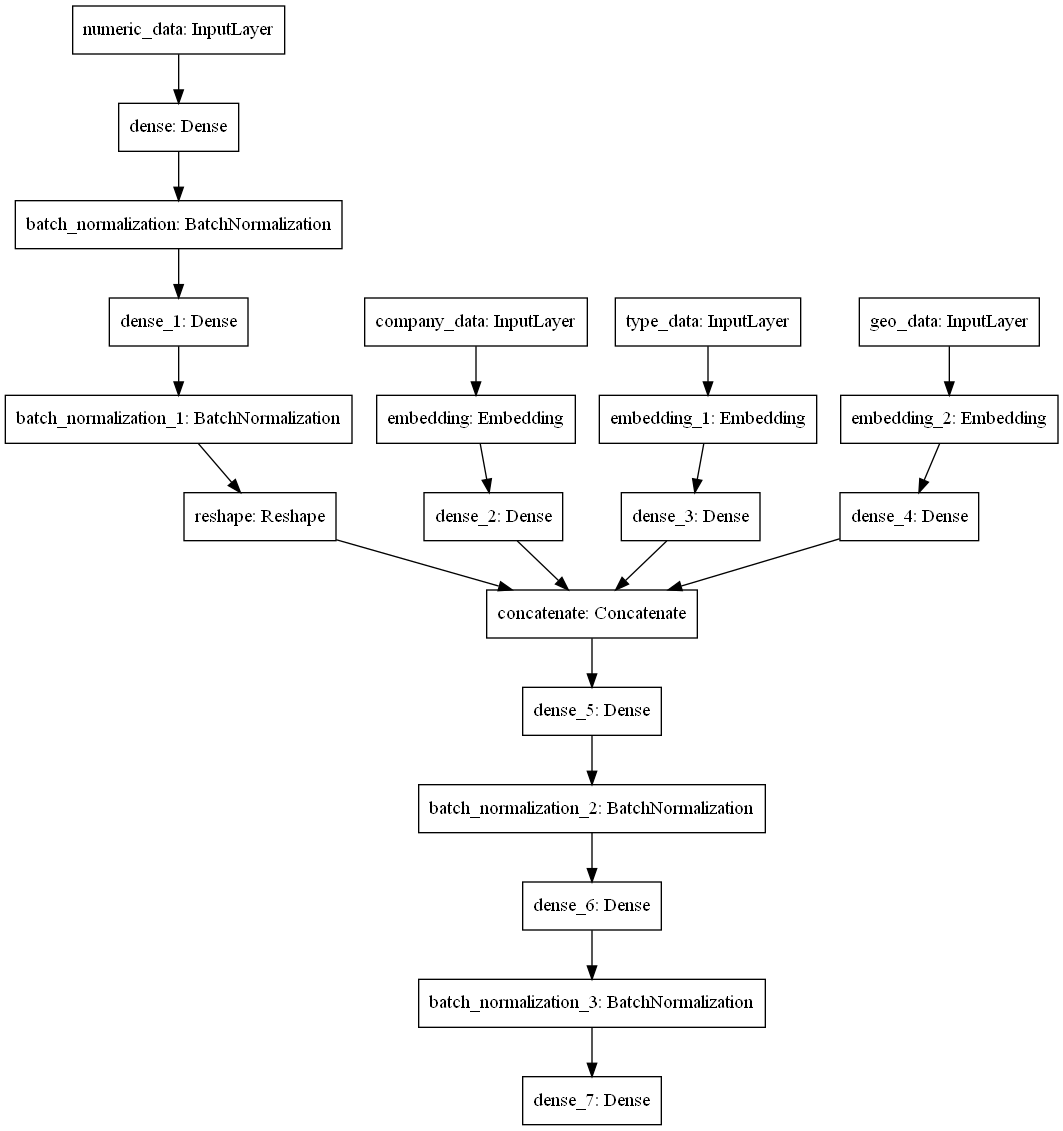 numeric_data: InputLayer
dense: Dense
batch_normalization: BatchNormalization
dense_1: Dense
company_data: InputLayer
type_data: InputLayer
geo_data: InputLayer
batch_normalization_1: BatchNormalization
embedding: Embedding
embedding_1: Embedding
embedding_2: Embedding
reshape: Reshape
dense_2: Dense
dense_3: Dense
dense_4: Dense
concatenate: Concatenate
dense_5: Dense
batch_normalization_2: BatchNormalization
dense_6: Dense
batch_normalization_3: BatchNormalization
dense_7: Dense